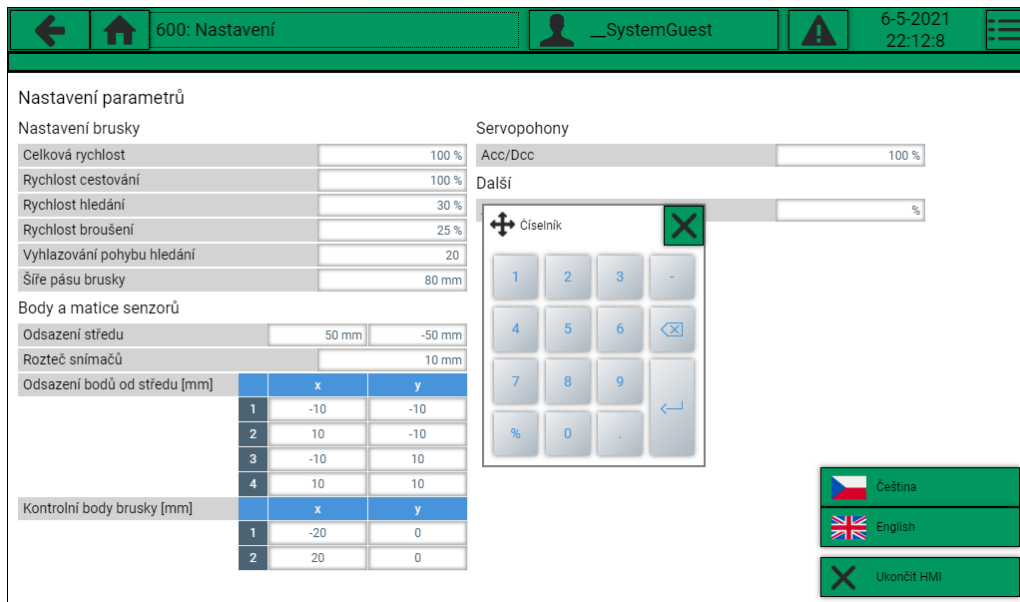 600: Nastavení
__SystemGuest
6-5-2021
22:12:8
Nastavení parametrů
Nastavení brusky
Celková rychlost 100 %
Rychlost cestování 100 %
Rychlost hledání 30 %
Rychlost broušení 25 %
Vyhlazování pohybu hledání 20
Šíře pásu brusky 80 mm
Body a matice senzorů
Odsazení středu 50 mm -50 mm
Rozteč snímačů 10 mm
Odsazení bodů od středu [mm] x y
1 -10 -10
2 10 -10
3 -10 10
4 10 10
Kontrolní body brusky [mm] x y
1 -20 0
2 20 0
Servopohony
Acc/Dcc 100 %
Další
%
Číselník
1 2 3 -
4 5 6
7 8 9
% 0 .
Čeština
English
Ukončit HMI